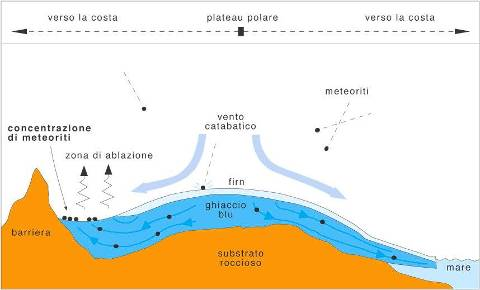 verso la costa
plateau polare
verso la costa
meteoriti
vento
catabatico
concentrazione
di meteoriti
zona di ablazione
firn
ghiaccio
blu
barriera
substrato
roccioso
mare